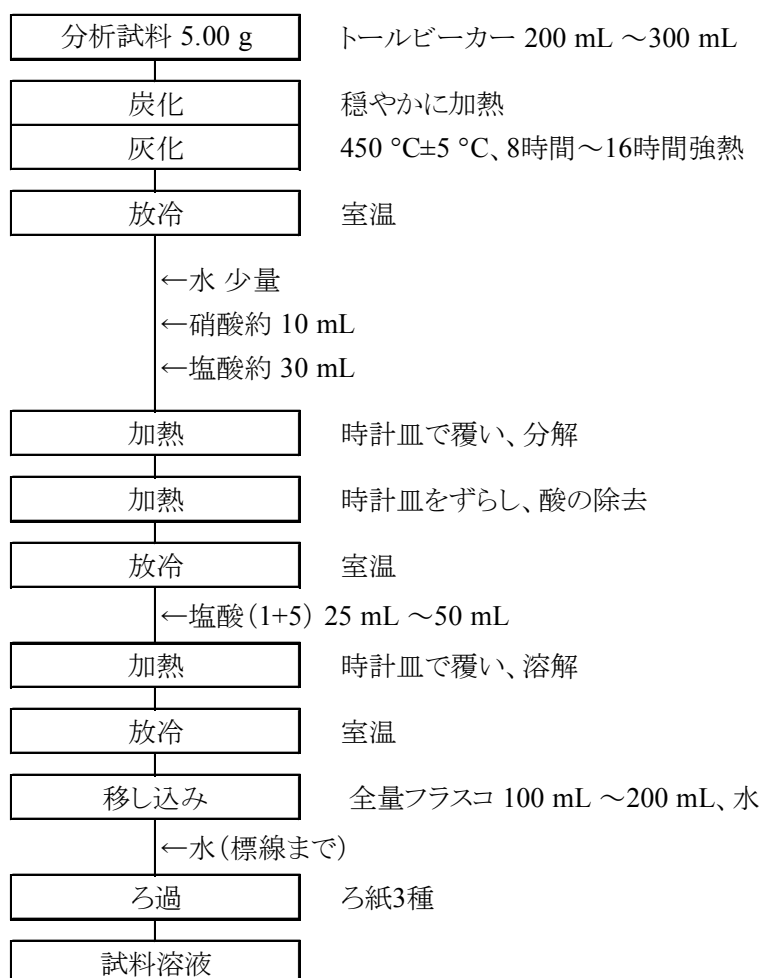 分析試料 5.00 g　トールビーカー 200 mL ～300 mL
炭化　穏やかに加熱
灰化　450 °C±5 °C、8時間～16時間強熱
放冷　室温
←水 少量
←硝酸約 10 mL
←塩酸約 30 mL
加熱　時計皿で覆い、分解
加熱　時計皿をずらし、酸の除去
放冷　室温
←塩酸（1+5） 25 mL ～50 mL
加熱　時計皿で覆い、溶解
放冷　室温
移し込み　全量フラスコ 100 mL ～200 mL、水
←水（標線まで）
ろ過　ろ紙3種
試料溶液